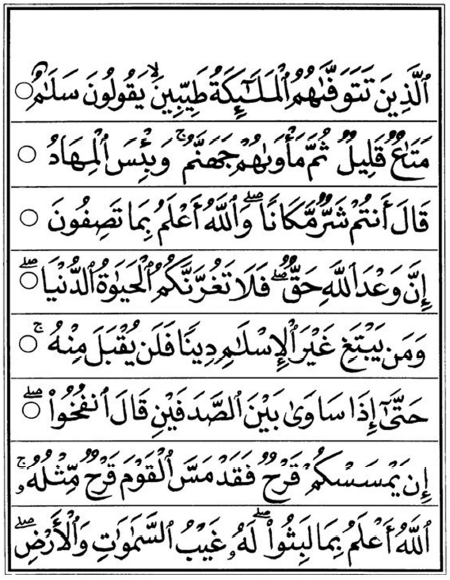 ٱلَّذِينَ تَتَوَفَّىٰهُمُ ٱلْمَلَـٰٓئِكَةُ طَيِّبِينَ ۙ يَقُولُونَ سَلَـٰمٌ ○
مَتَـٰعٌ قَلِيلٌ ثُمَّ مَأْوَىٰهُمْ جَهَنَّمُ ۚ وَبِئْسَ ٱلْمِهَادُ ○
قَالَ أَنتُمْ شَرٌّ مَّكَانًا ۖ وَٱللَّهُ أَعْلَمُ بِمَا تَصِفُونَ ○
إِنَّ وَعْدَ ٱللَّهِ حَقٌّ ۖ فَلَا تَغُرَّنَّكُمُ ٱلْحَيَوٰةُ ٱلدُّنْيَا ۖ ○
وَمَن يَبْتَغِ غَيْرَ ٱلْإِسْلَـٰمِ دِينًا فَلَن يُقْبَلَ مِنْهُ ۚ ○
حَتَّىٰٓ إِذَا سَاوَىٰ بَيْنَ ٱلصَّدَفَيْنِ قَالَ ٱنفُخُوا۟ ۖ ○
إِن يَمْسَسْكُمْ قَرْحٌ فَقَدْ مَسَّ ٱلْقَوْمَ قَرْحٌ مِّثْلُهُۥ ۚ
ٱللَّهُ أَعْلَمُ بِمَا لَبِثُوا۟ ۖ لَهُۥ غَيْبُ ٱلسَّمَـٰوَٰتِ وَٱلْأَرْضِ ۖ